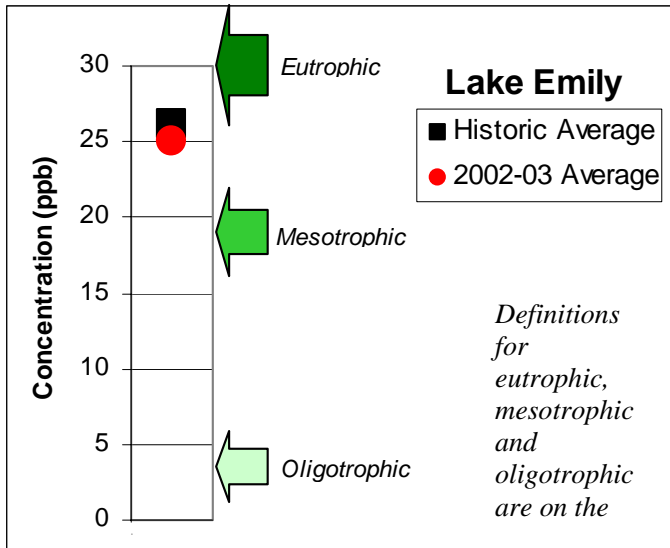 Lake Emily
Historic Average
2002-03 Average
Concentration (ppb)
30
25
20
15
10
5
0
Eutrophic
Mesotrophic
Oligotrophic
Definitions
for
eutrophic,
mesotrophic
and
oligotrophic
are on the